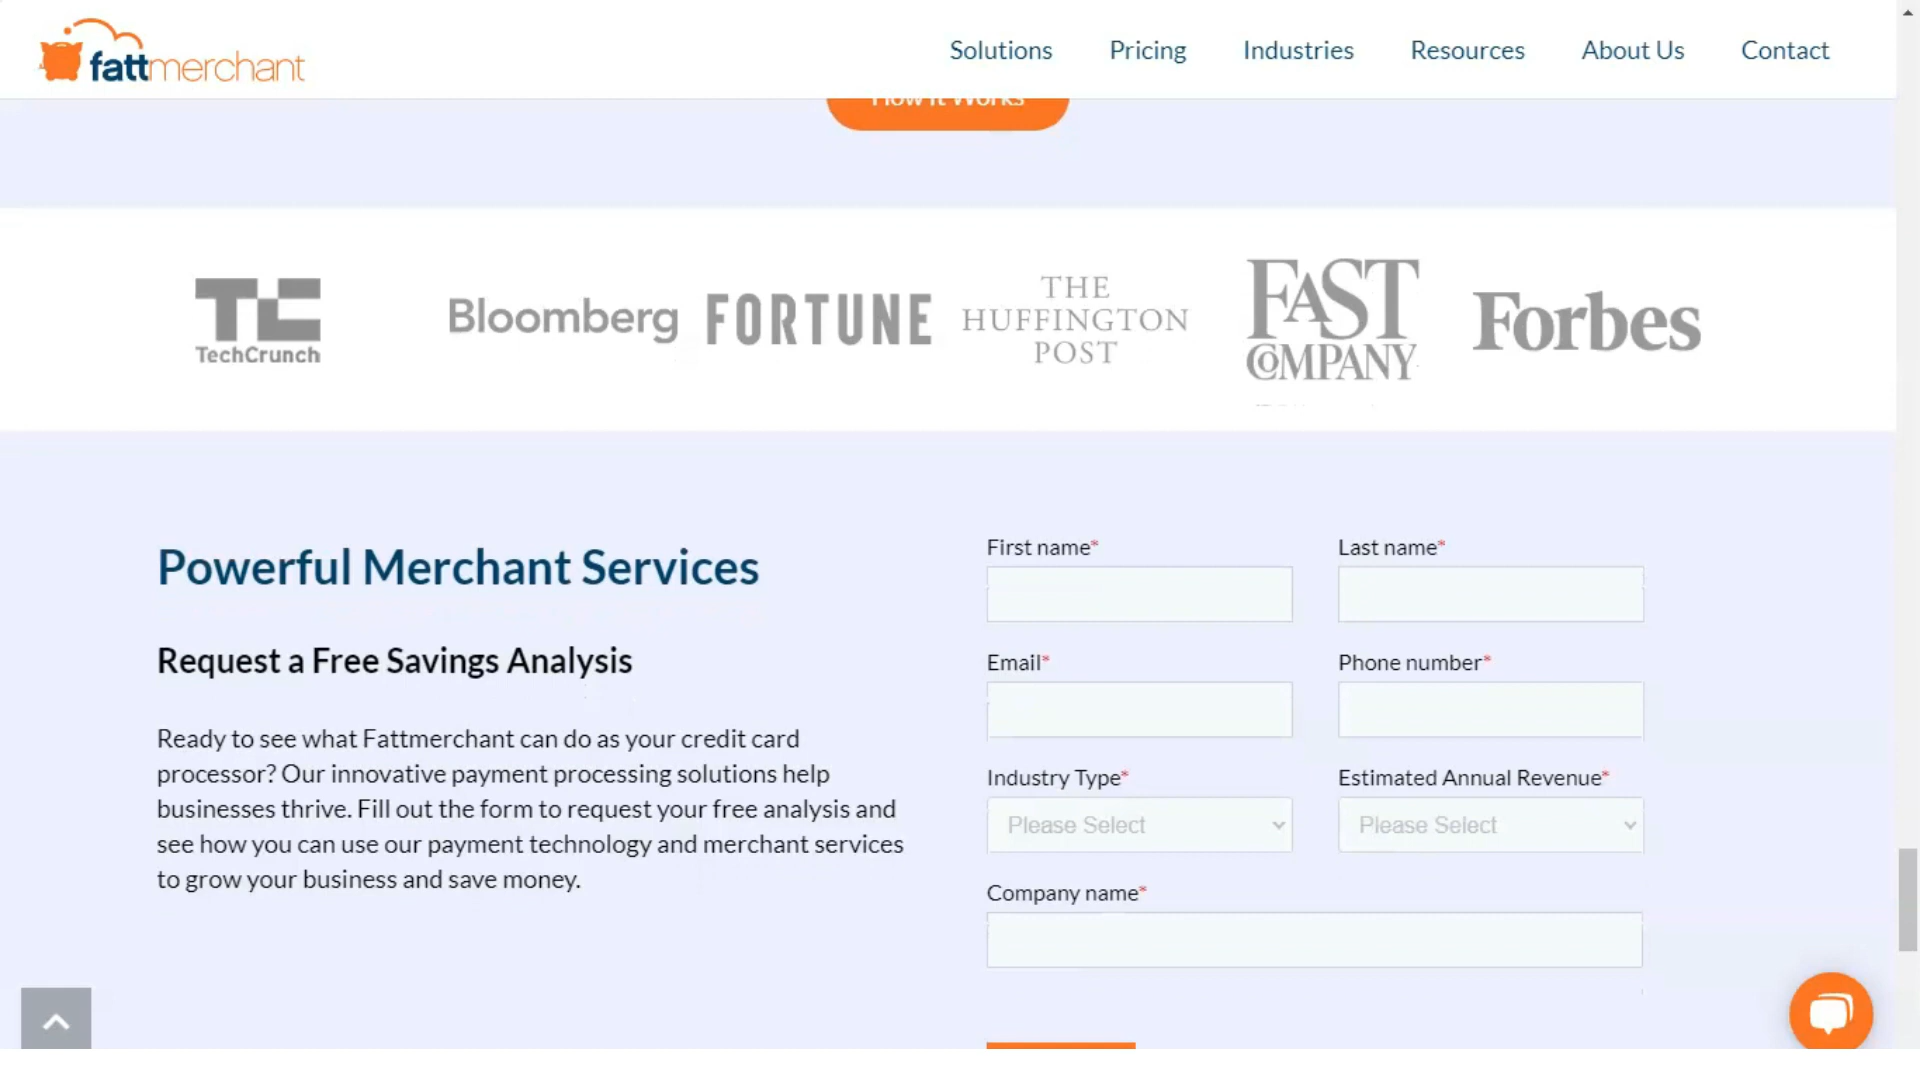 fattmerchant
Solutions
Pricing
Industries
Resources
About Us
Contact
How It Works
TechCrunch
Bloomberg
FORTUNE
THE
HUFFINGTON
POST
FAST
COMPANY
Forbes
Powerful Merchant Services
Request a Free Savings Analysis
Ready to see what Fattmerchant can do as your credit card
processor? Our innovative payment processing solutions help
businesses thrive. Fill out the form to request your free analysis and
see how you can use our payment technology and merchant services
to grow your business and save money.
First name*
Last name*
Email*
Phone number*
Industry Type*
Estimated Annual Revenue*
Please Select
Please Select
Company name*